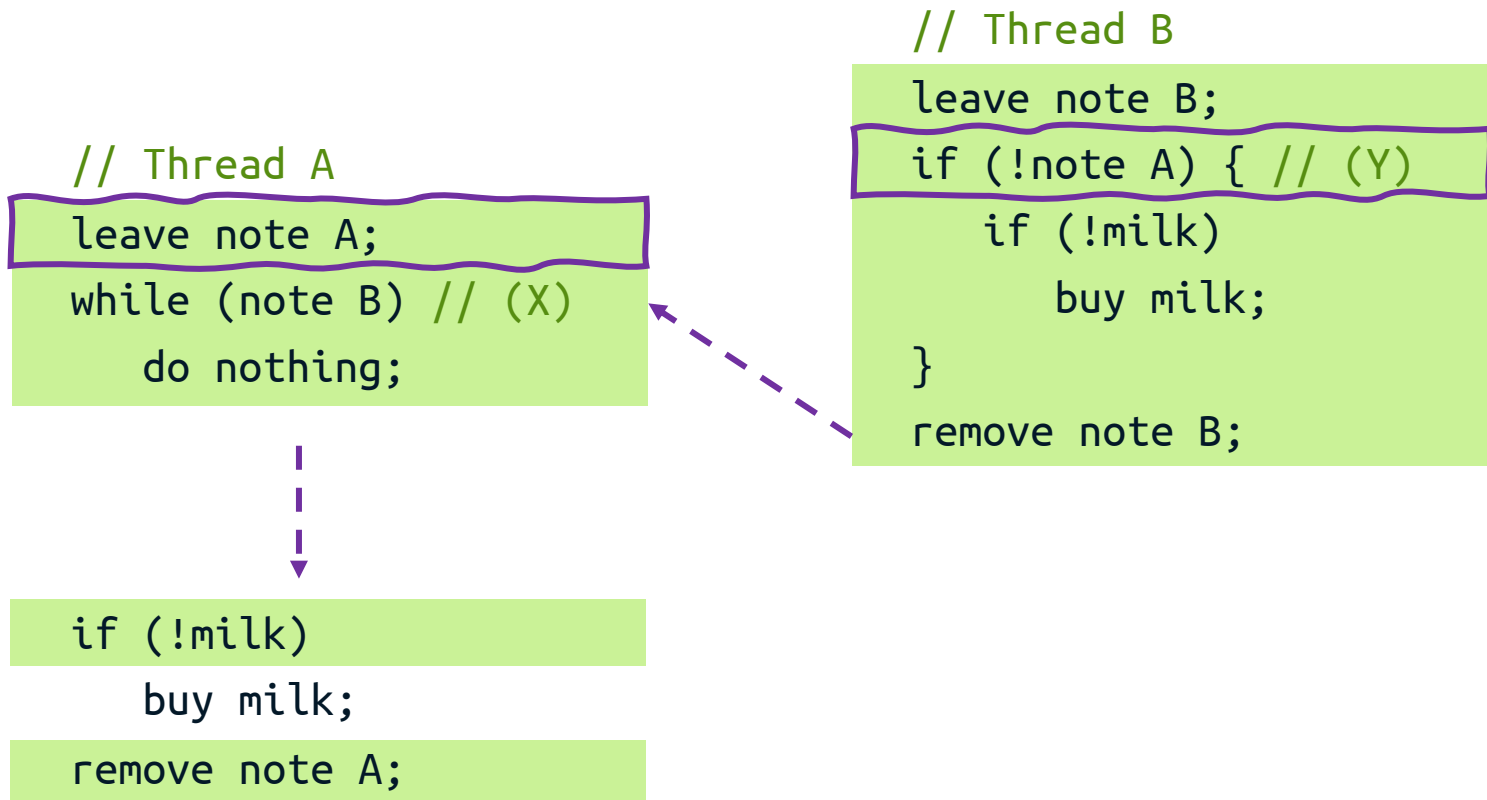 // Thread A
leave note A;
while (note B) // (X)
do nothing;
if (!milk)
buy milk;
remove note A;
// Thread B
leave note B;
if (!note A) { // (Y)
if (!milk)
buy milk;
}
remove note B;